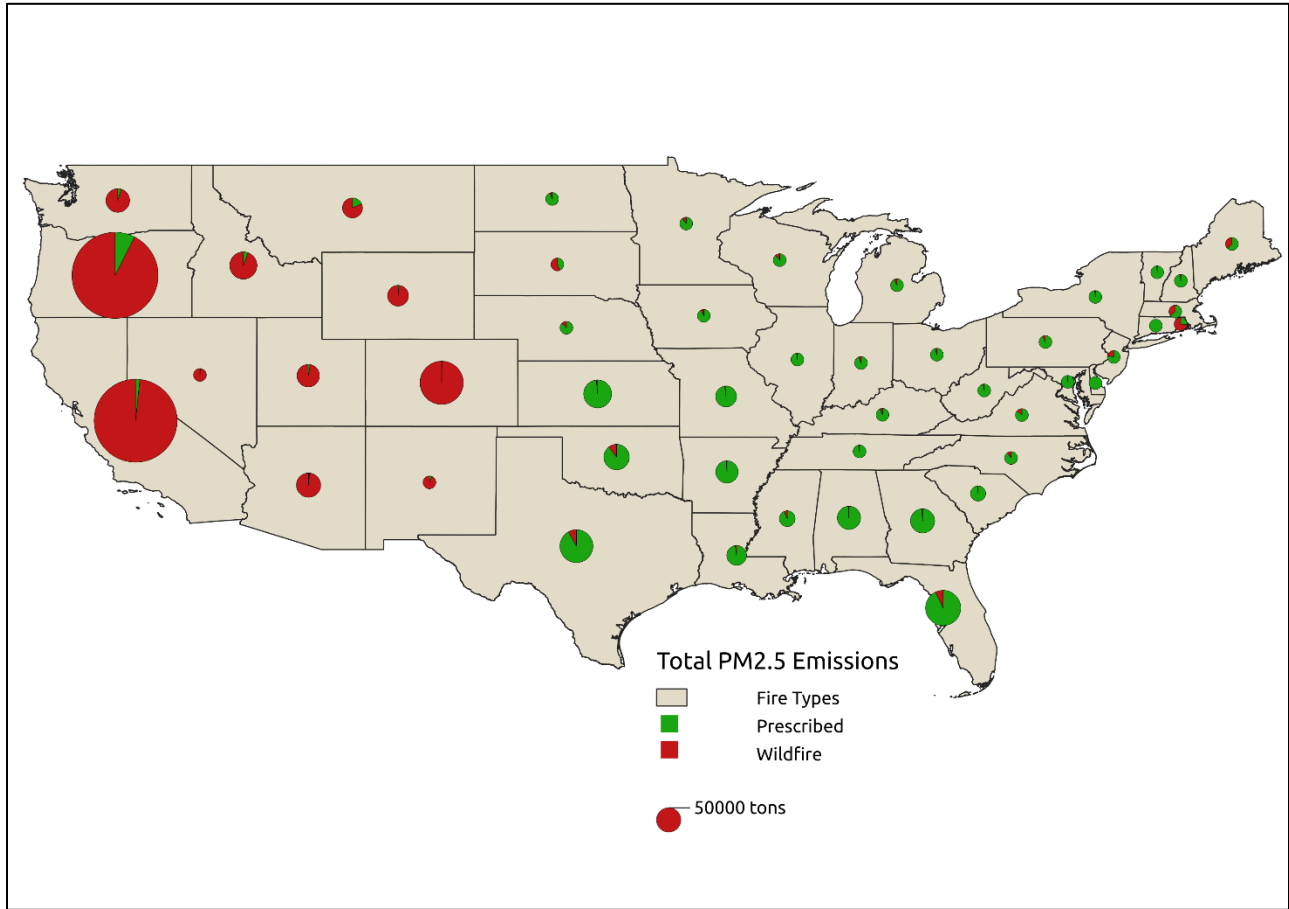 Total PM2.5 Emissions
Fire Types
Prescribed
Wildfire
50000 tons